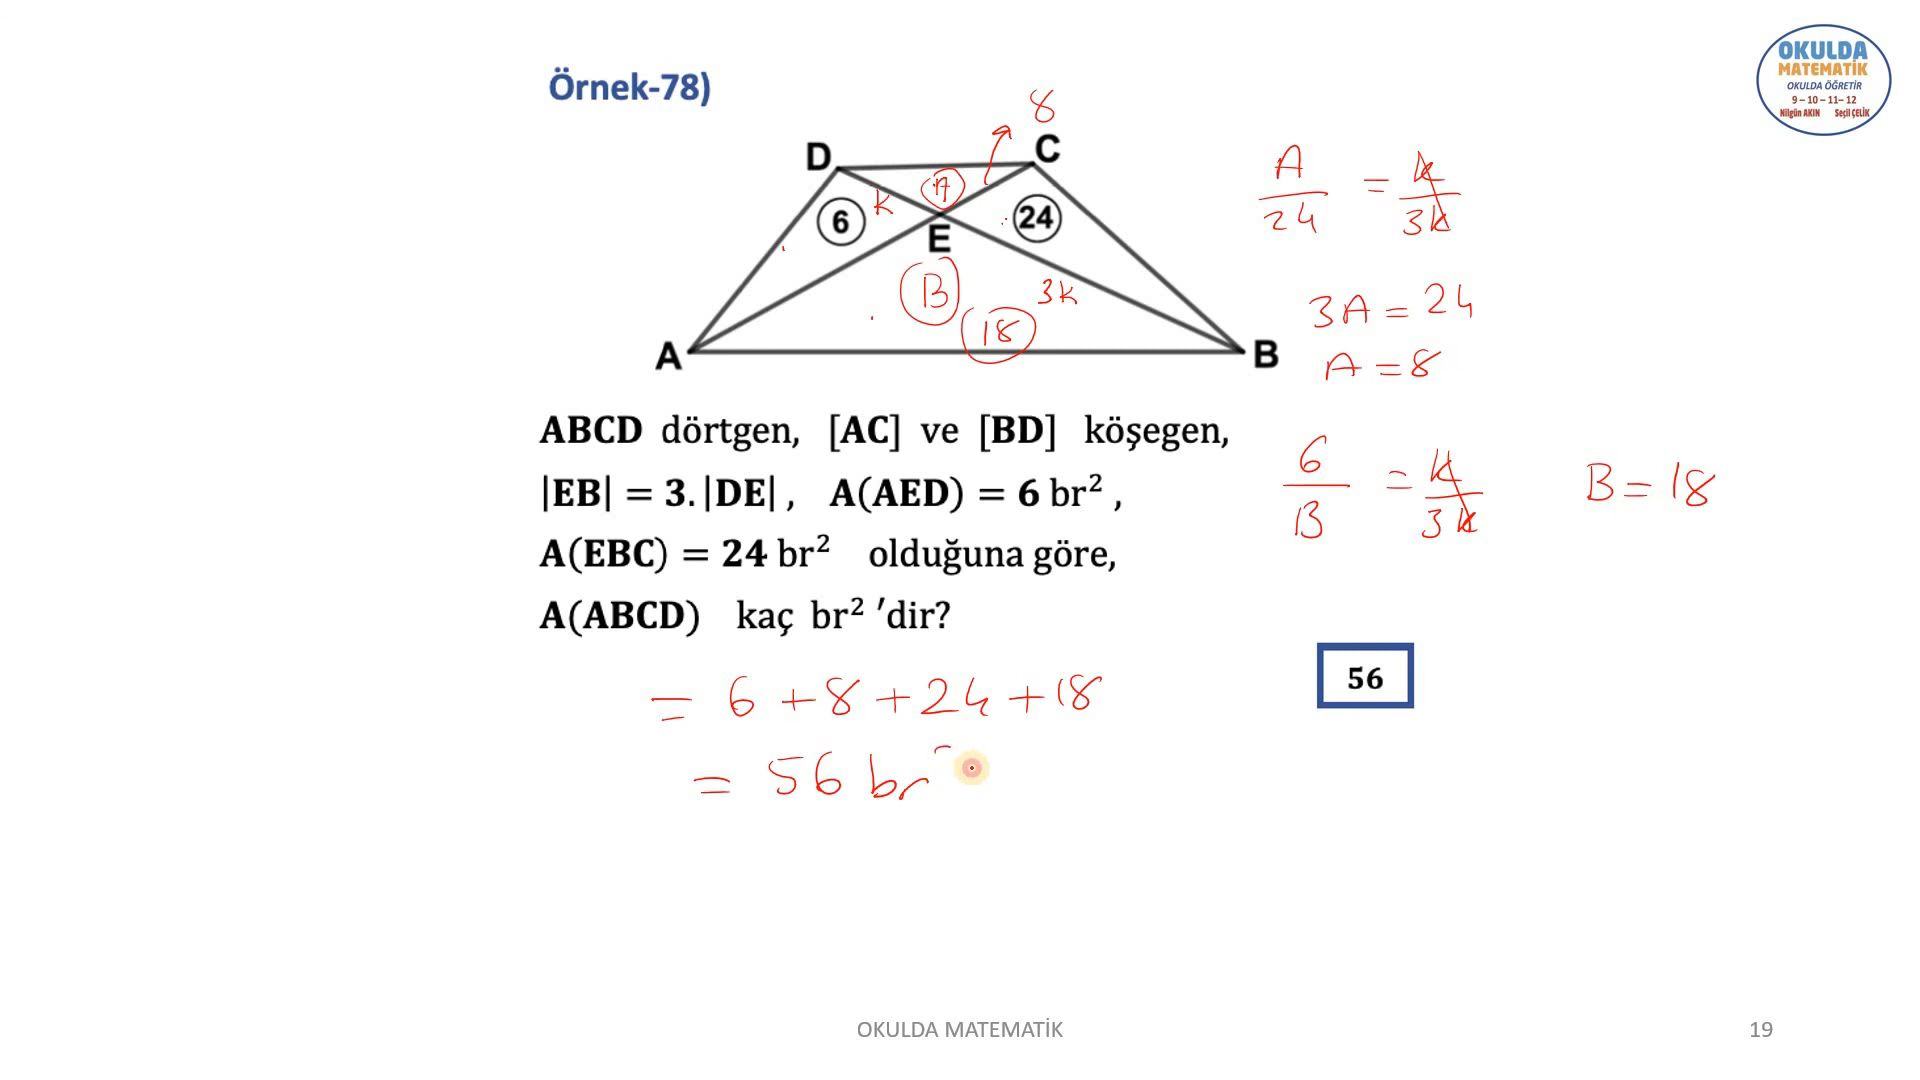 OKULDA
MATEMATİK
OKULDA ÖĞRETİR
9 – 10 – 11– 12
Nilgün AKIN Seçil ÇELİK
Örnek-78)
8
D
C
A
k
6
24
E
B
3k
18
A
B
A/24 = k/3k
3A = 24
A = 8
6/B = k/3k
B = 18
ABCD dörtgen, [AC] ve [BD] köşegen,
|EB| = 3.|DE| , A(AED) = 6 br² ,
A(EBC) = 24 br² olduğuna göre,
A(ABCD) kaç br² ′dir?
= 6 + 8 + 24 + 18
56
= 56 br²
OKULDA MATEMATİK
19